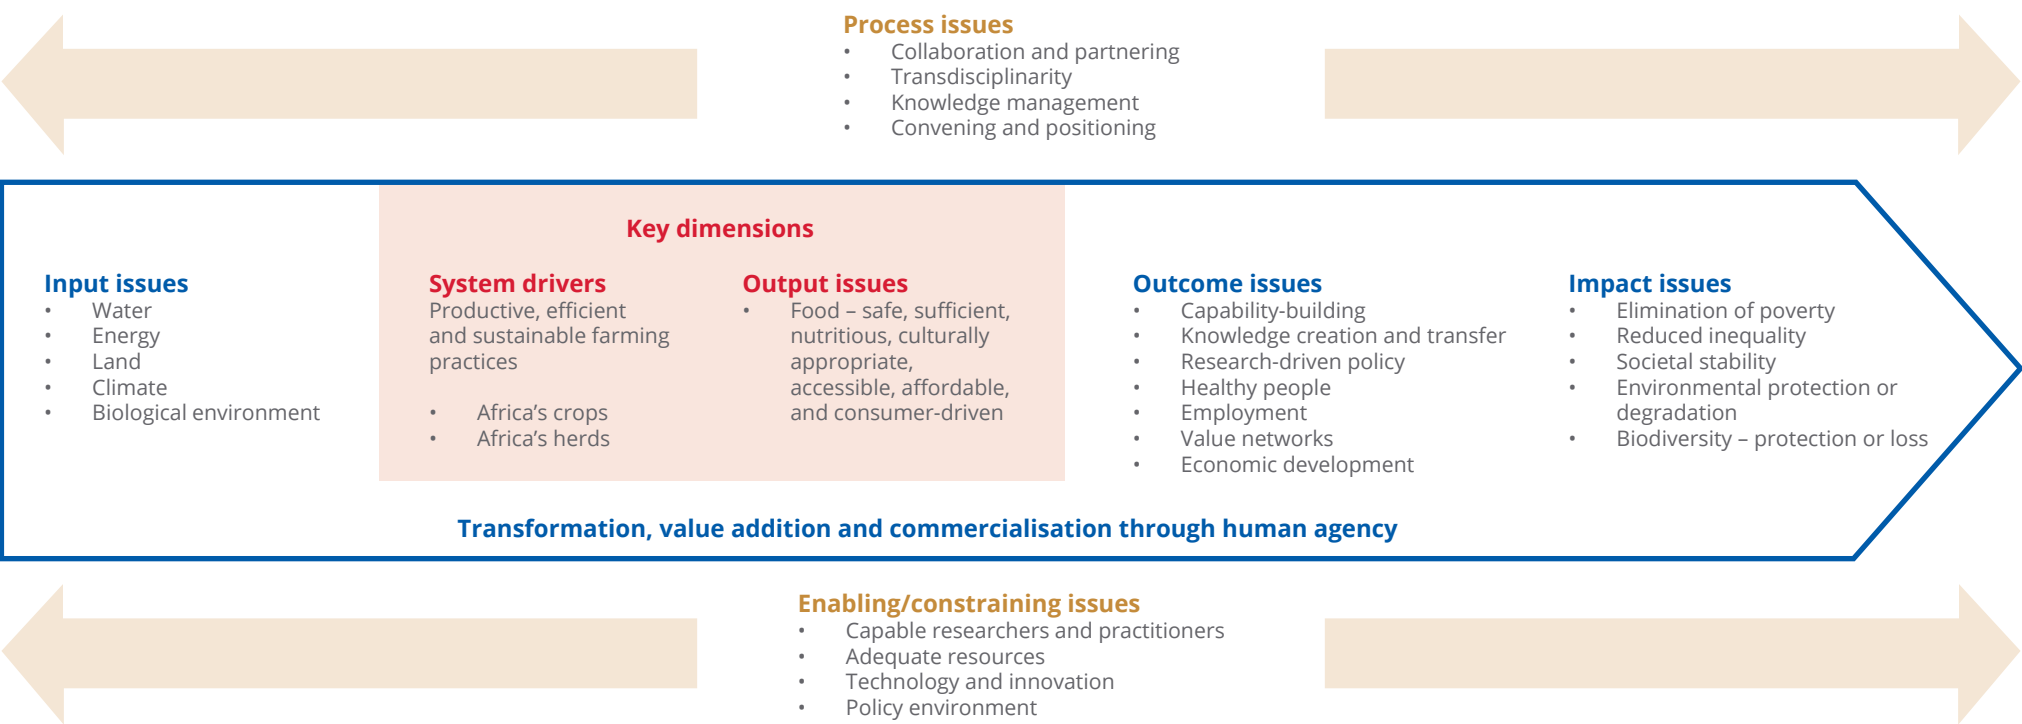 Process issues
• Collaboration and partnering
• Transdisciplinarity
• Knowledge management
• Convening and positioning
Key dimensions
Input issues
• Water
• Energy
• Land
• Climate
• Biological environment
System drivers
Productive, efficient
and sustainable farming
practices
• Africa’s crops
• Africa’s herds
Output issues
• Food – safe, sufficient,
nutritious, culturally
appropriate,
accessible, affordable,
and consumer-driven
Outcome issues
• Capability-building
• Knowledge creation and transfer
• Research-driven policy
• Healthy people
• Employment
• Value networks
• Economic development
Impact issues
• Elimination of poverty
• Reduced inequality
• Societal stability
• Environmental protection or
degradation
• Biodiversity – protection or loss
Transformation, value addition and commercialisation through human agency
Enabling/constraining issues
• Capable researchers and practitioners
• Adequate resources
• Technology and innovation
• Policy environment